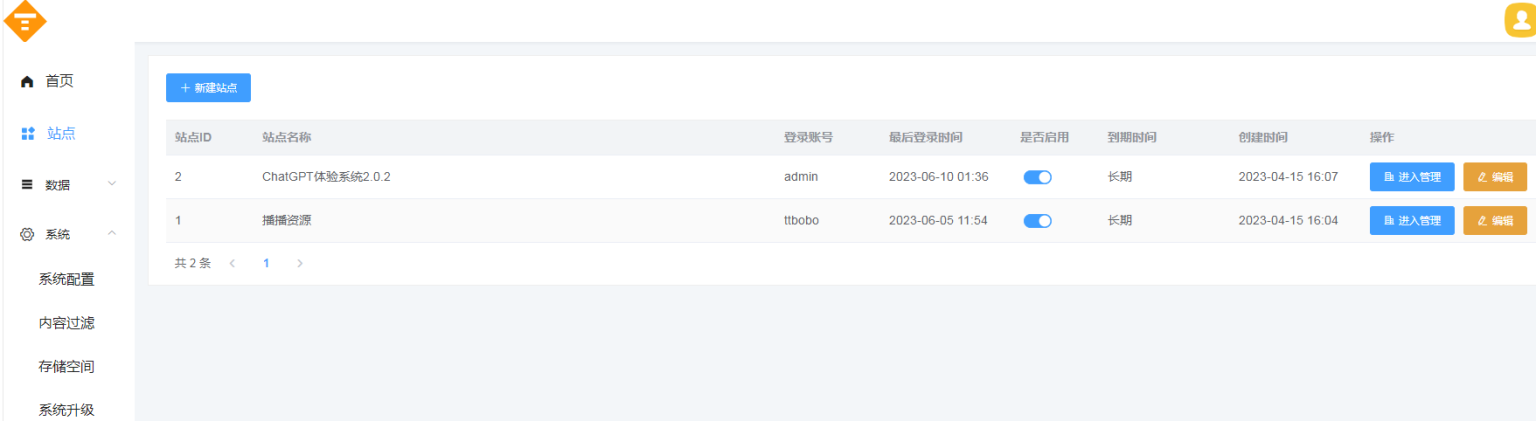 首页
站点
数据
系统
系统配置
内容过滤
存储空间
系统升级
+ 新建站点
站点ID 站点名称 登录账号 最后登录时间 是否启用 到期时间 创建时间 操作
2 ChatGPT体验系统2.0.2 admin 2023-06-10 01:36 长期 2023-04-15 16:07 进入管理 编辑
1 播播资源 ttbobo 2023-06-05 11:54 长期 2023-04-15 16:04 进入管理 编辑
共 2 条 < 1 >